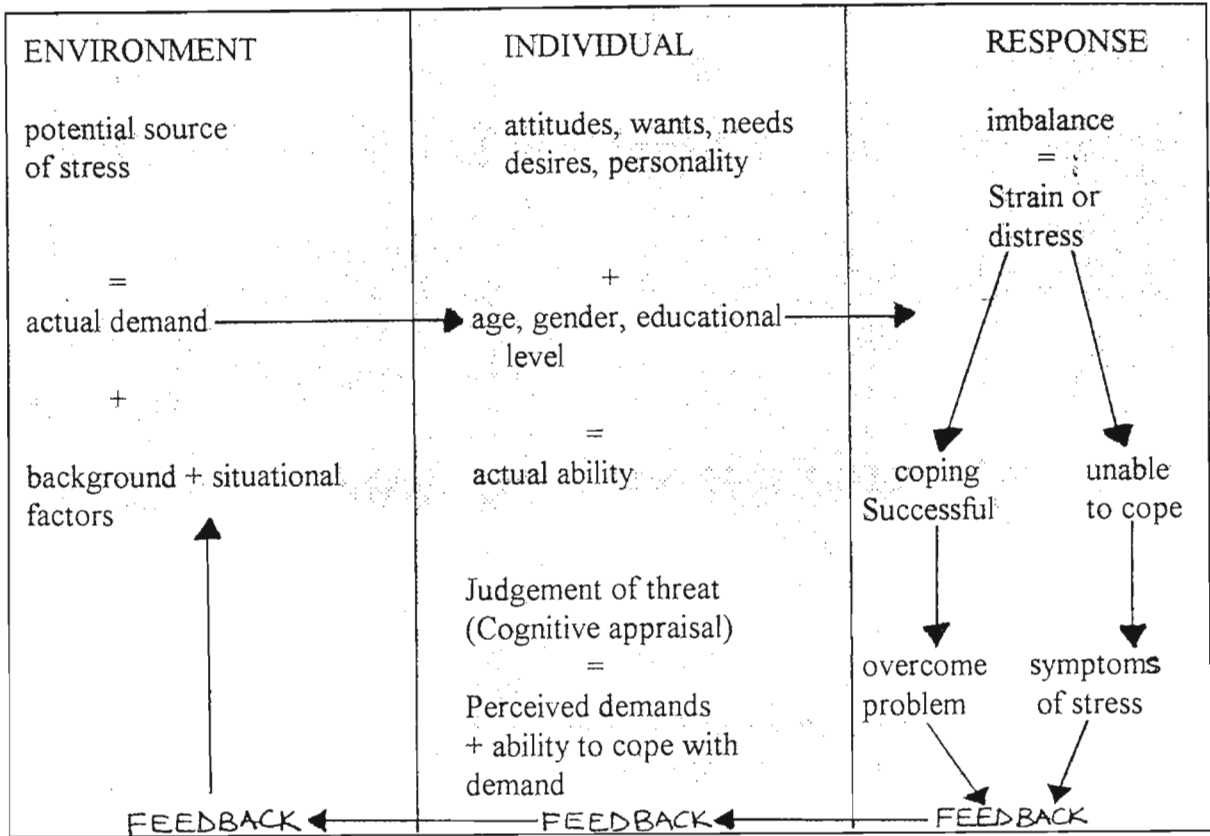 ENVIRONMENT
potential source
of stress
=
actual demand
+
background + situational
factors
FEEDBACK
INDIVIDUAL
attitudes, wants, needs
desires, personality
+
age, gender, educational
level
=
actual ability
Judgement of threat
(Cognitive appraisal)
=
Perceived demands
+ ability to cope with
demand
FEEDBACK
RESPONSE
imbalance
=
Strain or
distress
coping
Successful
unable
to cope
overcome
problem
symptoms
of stress
FEEDBACK